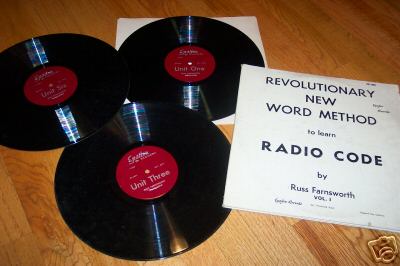 Unit Six
Unit One
Unit Three
REVOLUTIONARY
NEW
WORD METHOD
to learn
RADIO CODE
by
Russ Farnsworth
VOL. I